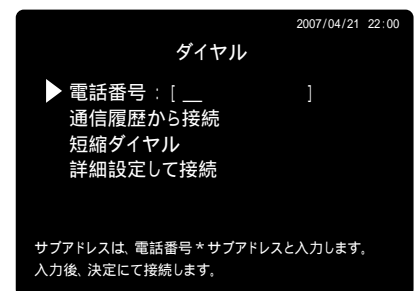 2007/04/21 22:00
ダイヤル
▶電話番号：[ __ ]
通信履歴から接続
短縮ダイヤル
詳細設定して接続
サブアドレスは、電話番号＊サブアドレスと入力します。
入力後、決定にて接続します。